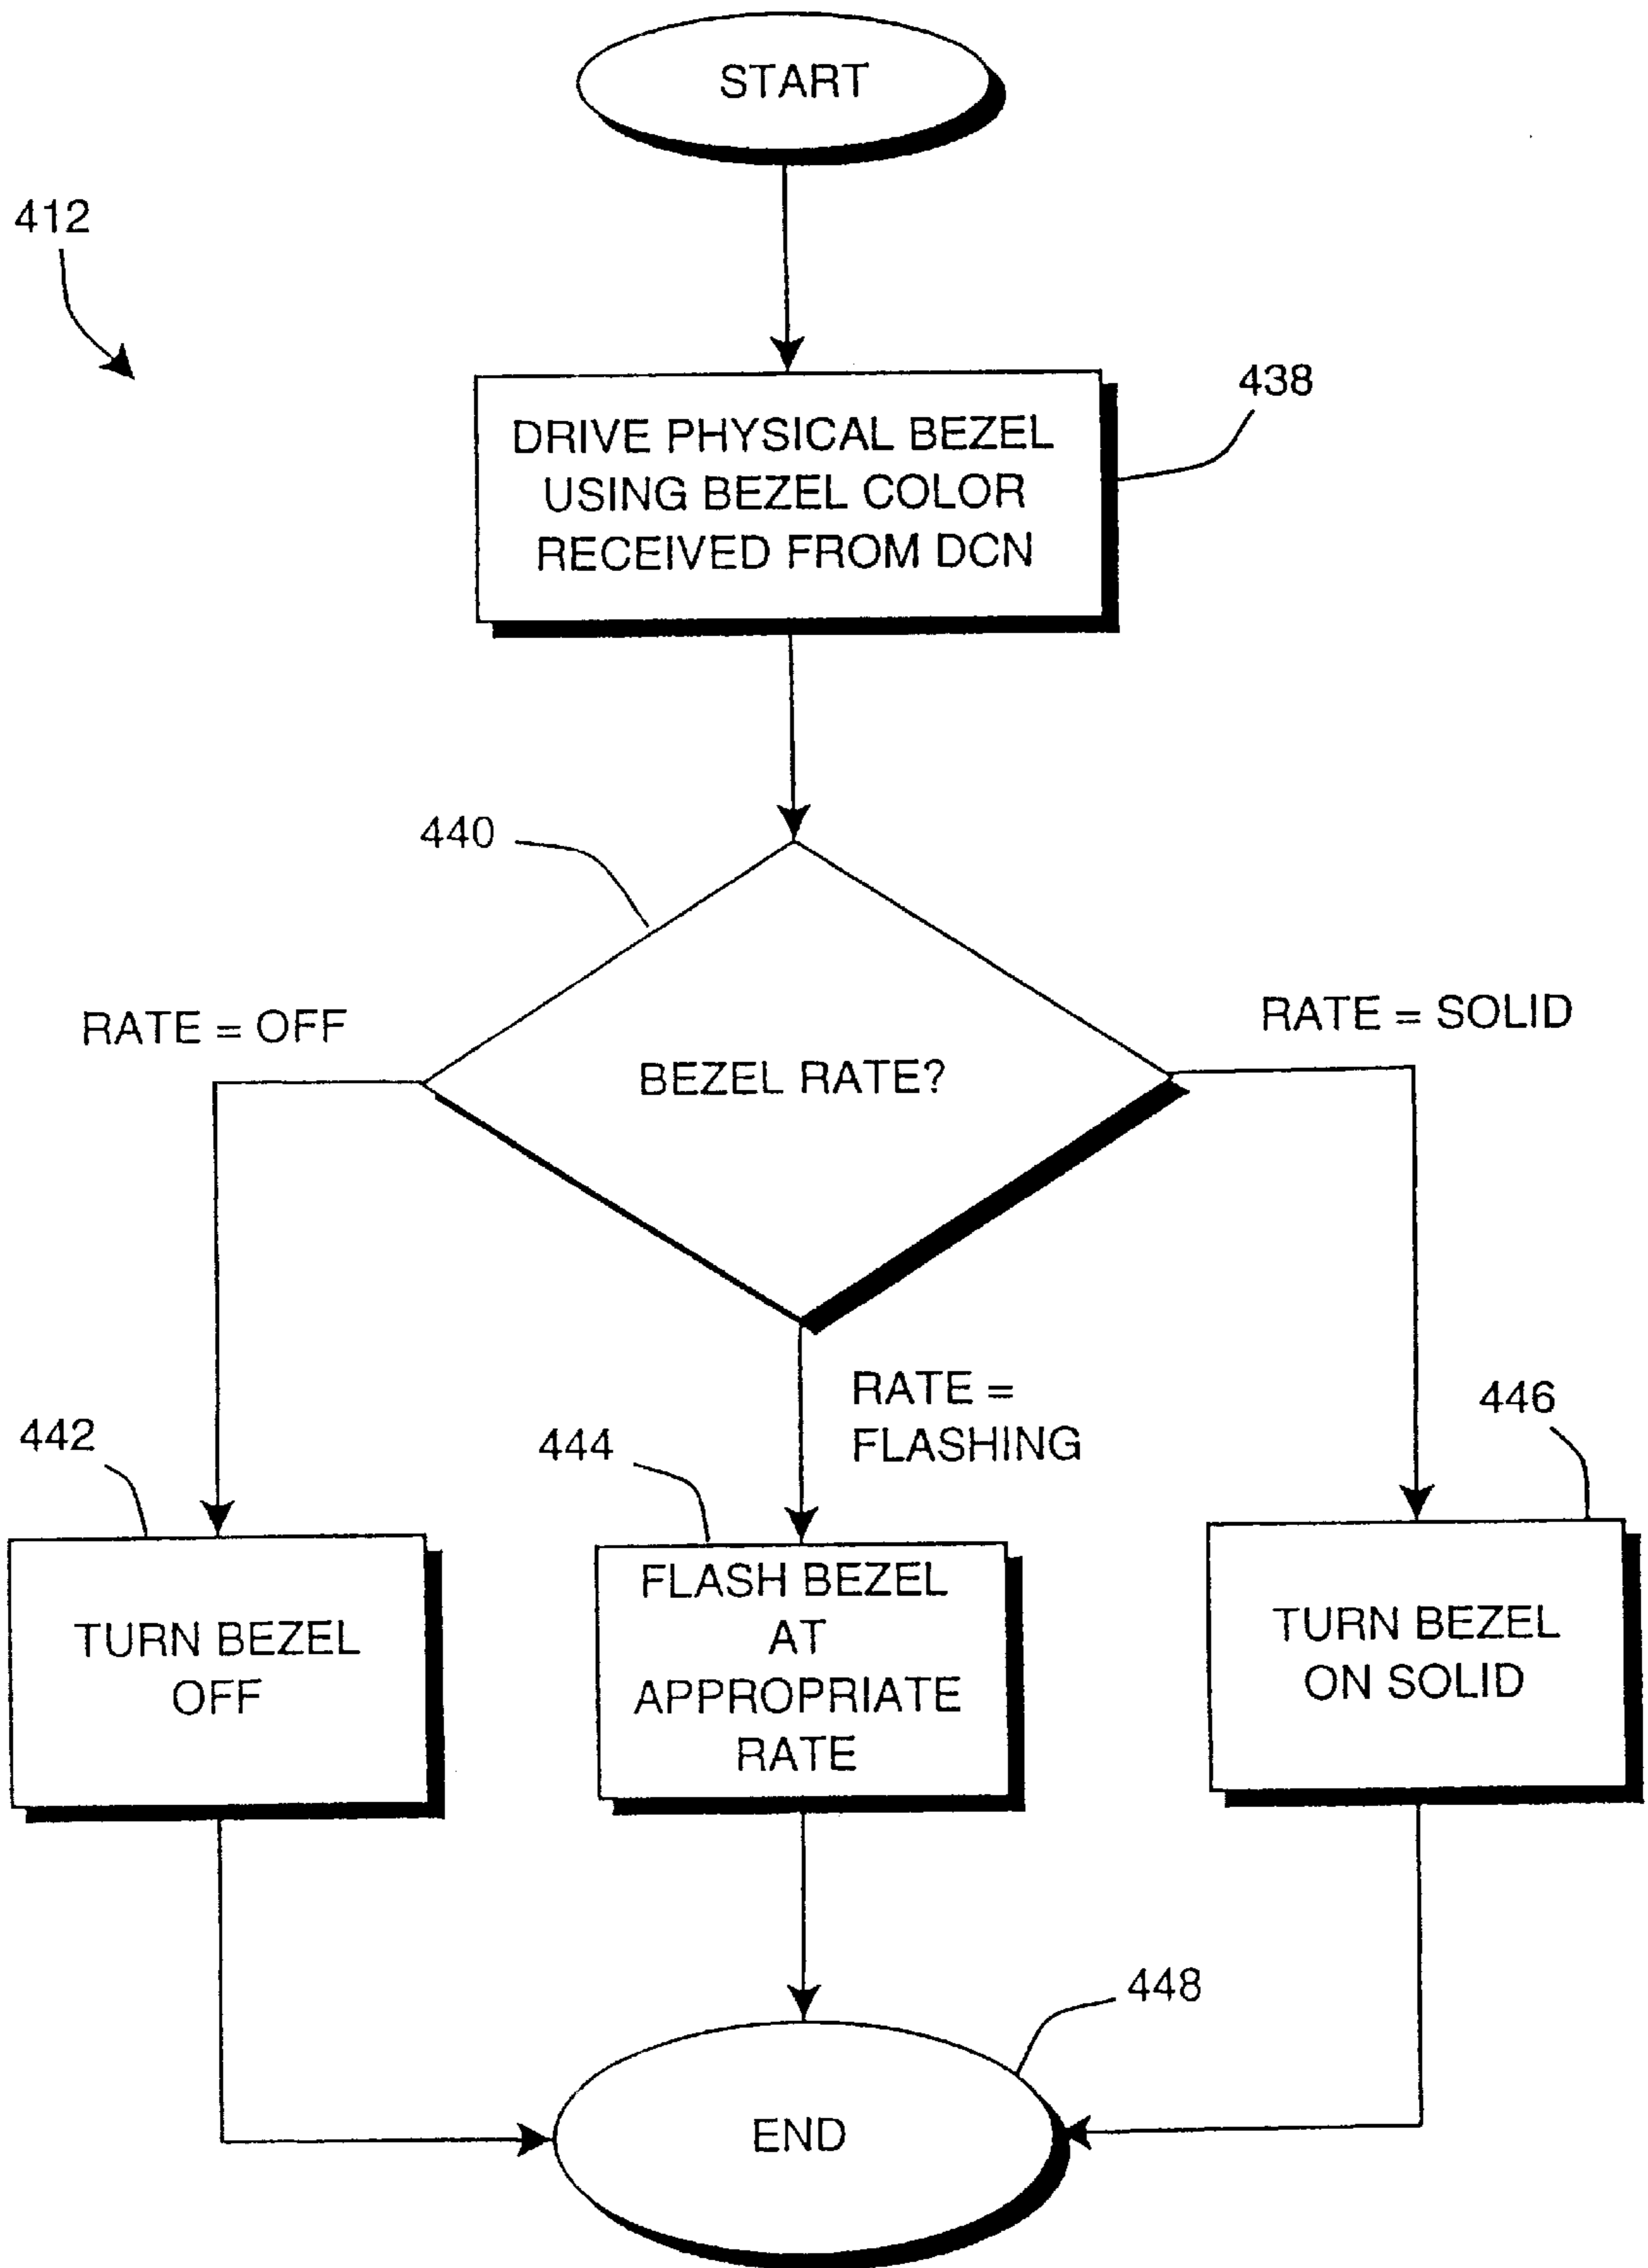 START
412
438
DRIVE PHYSICAL BEZEL
USING BEZEL COLOR
RECEIVED FROM DCN
440
RATE = OFF
RATE = SOLID
BEZEL RATE?
RATE =
FLASHING
442
444
446
TURN BEZEL
OFF
FLASH BEZEL
AT
APPROPRIATE
RATE
TURN BEZEL
ON SOLID
448
END